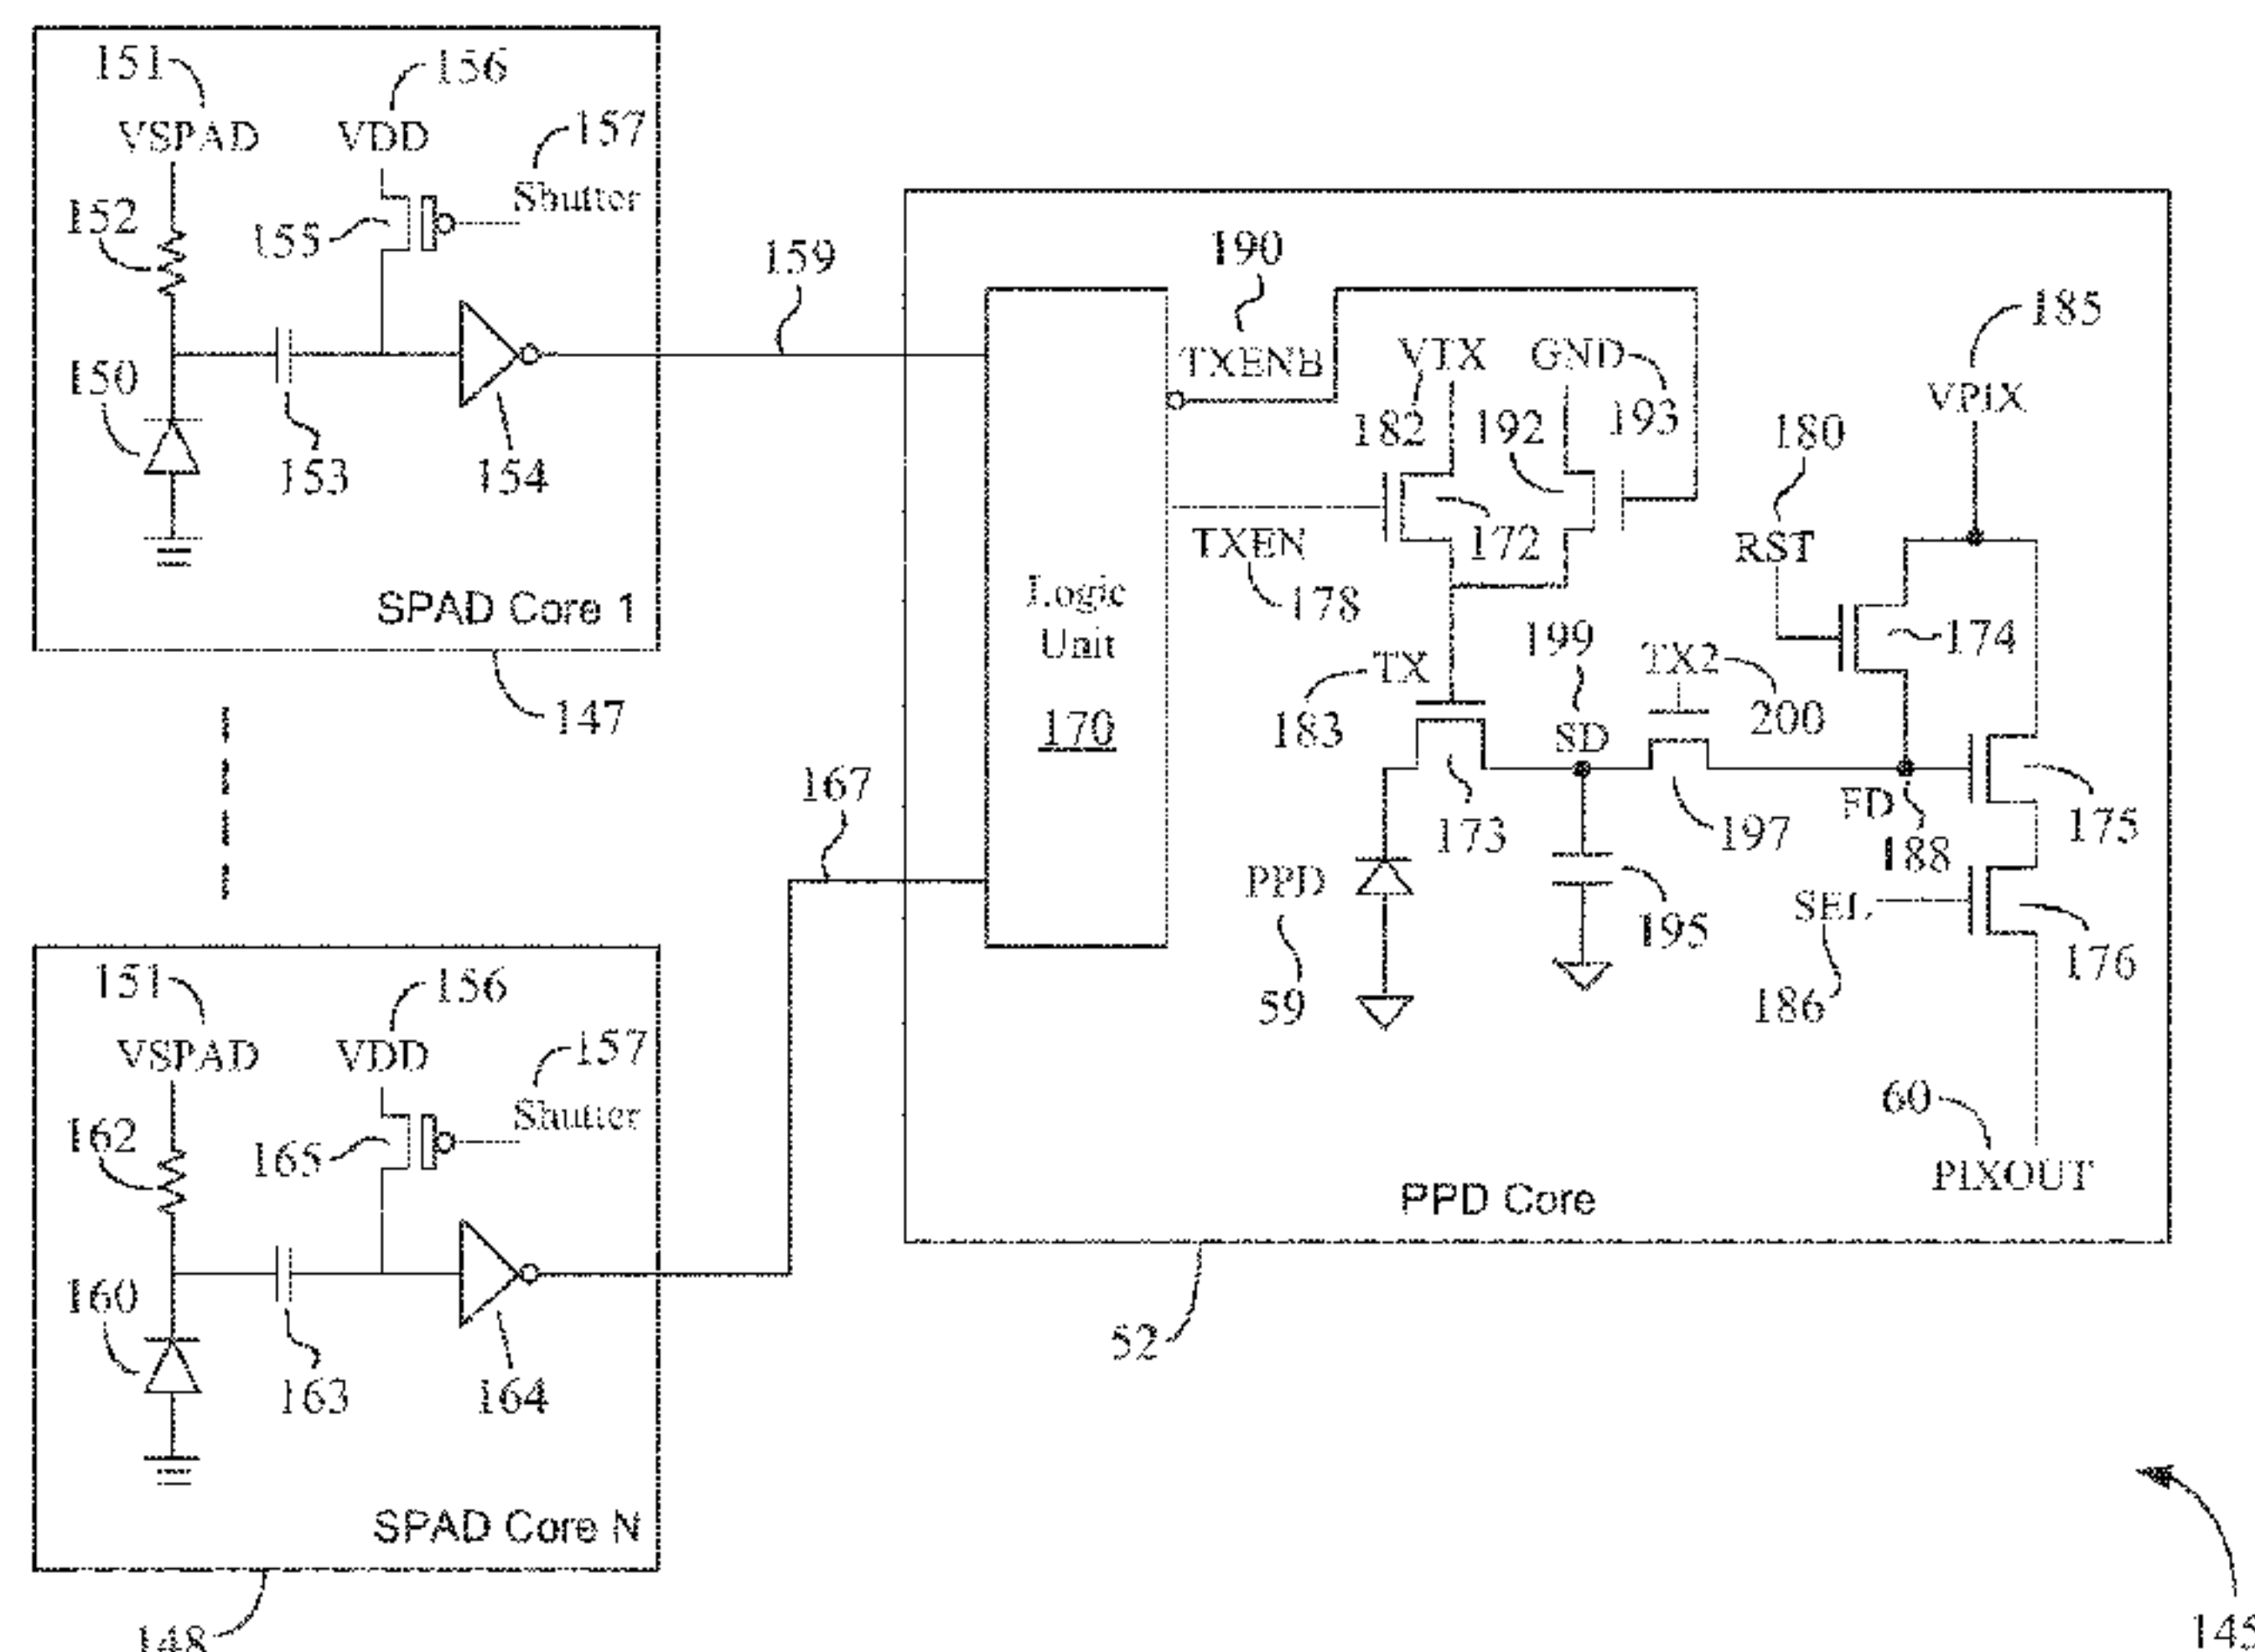 151
156
VSPAD
VDD
157
Shutter
152
155
150
153
154
SPAD Core 1
147
159
190
TXENB
VTX
GND
182
192
193
185
VPIX
180
RST
172
TXEN
178
Logic
Unit
170
174
199
TX
TX2
183
SD
200
167
173
197
FD
188
175
PPD
59
195
SEL
186
176
60
PIXOUT
PPD Core
52
151
156
VSPAD
VDD
157
Shutter
162
165
160
163
164
SPAD Core N
148
145